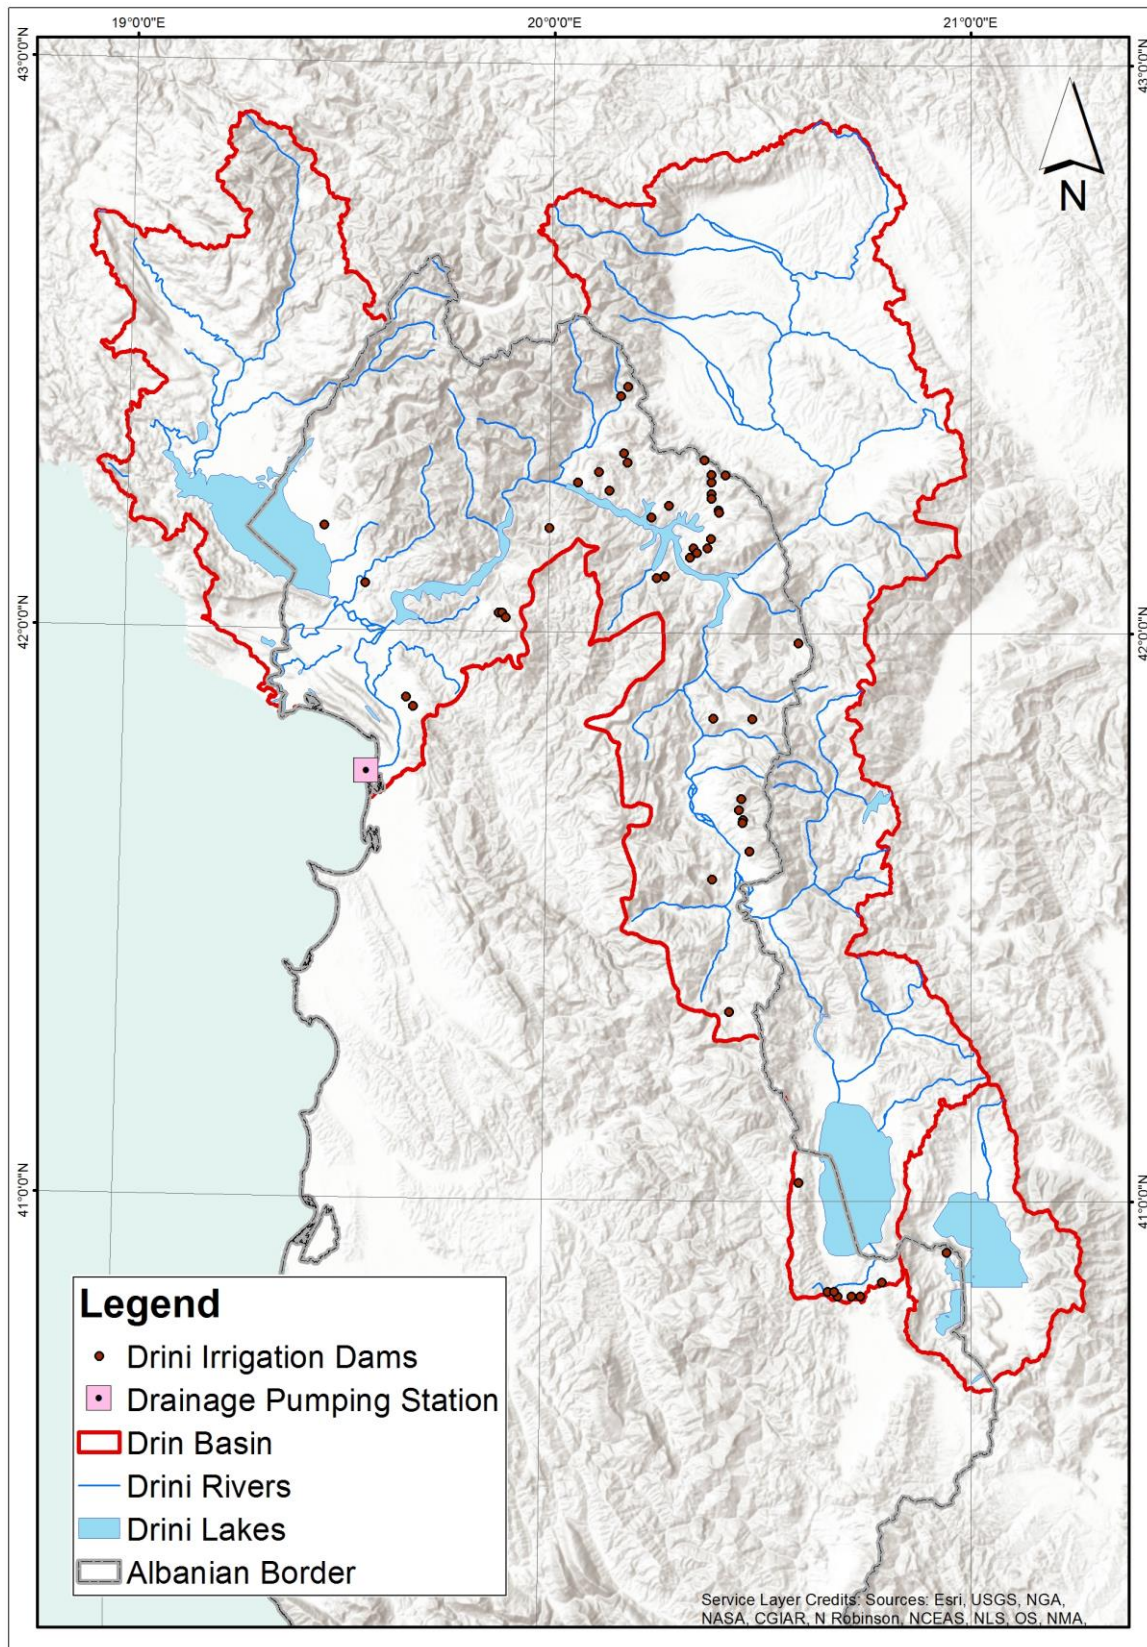 19°0'0"E
20°0'0"E
21°0'0"E
43°0'0"N
43°0'0"N
N
42°0'0"N
42°0'0"N
41°0'0"N
41°0'0"N
Legend
Drini Irrigation Dams
Drainage Pumping Station
Drin Basin
Drini Rivers
Drini Lakes
Albanian Border
Service Layer Credits: Sources: Esri, USGS, NGA,
NASA, CGIAR, N Robinson, NCEAS, NLS, OS, NMA,